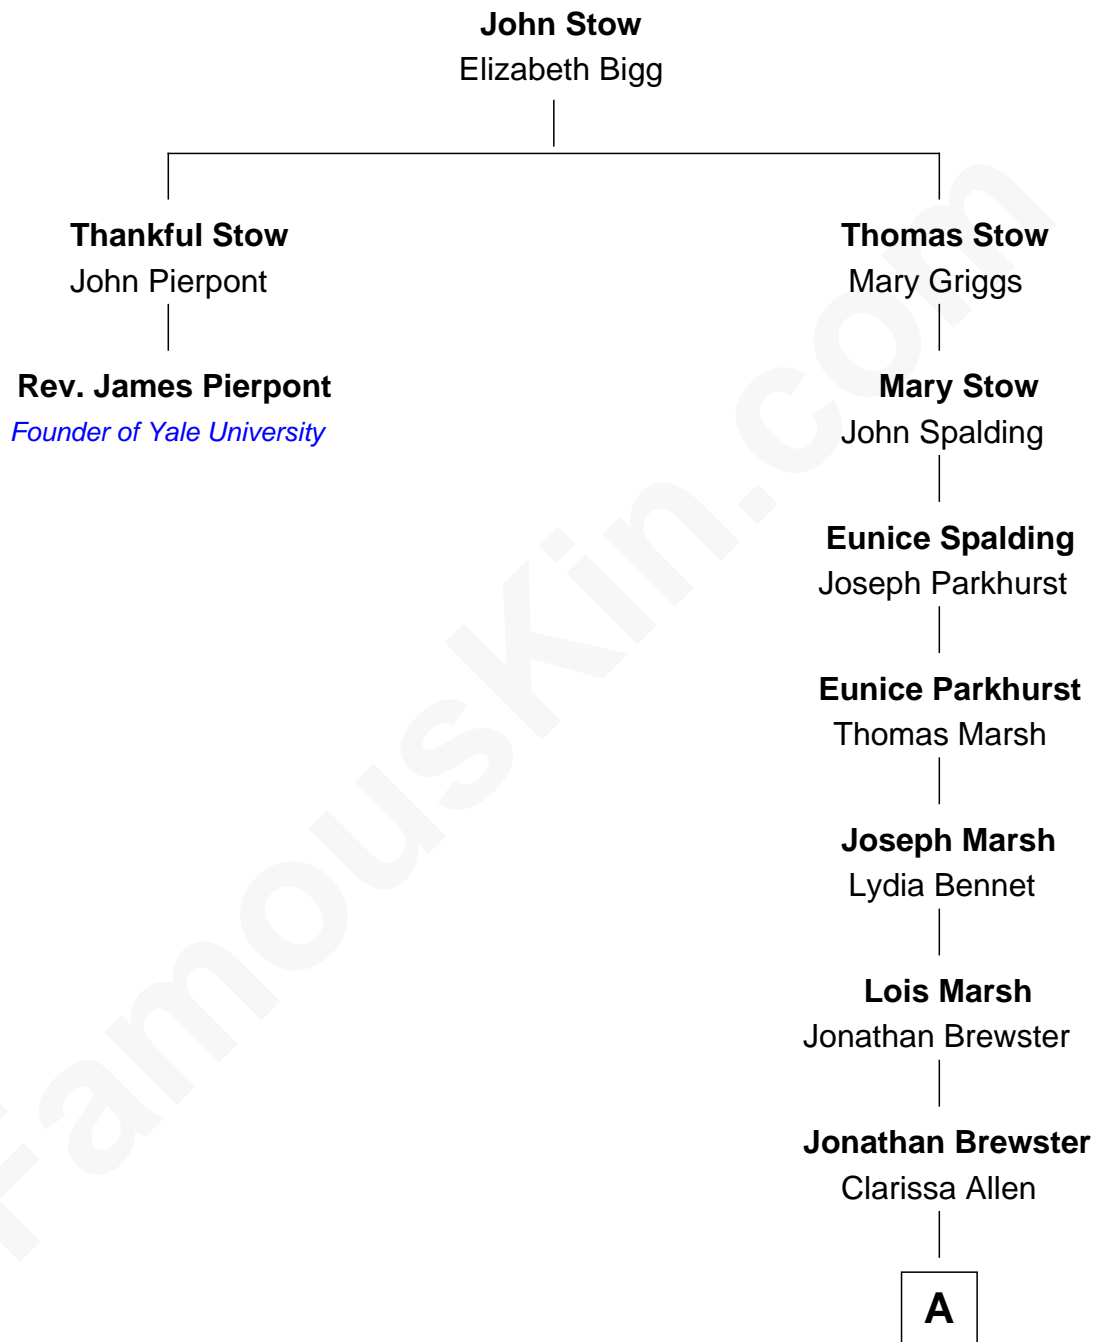 John Stow
Elizabeth Bigg
Thankful Stow
John Pierpont
Thomas Stow
Mary Griggs
Rev. James Pierpont
Founder of Yale University
Mary Stow
John Spalding
Eunice Spalding
Joseph Parkhurst
Eunice Parkhurst
Thomas Marsh
Joseph Marsh
Lydia Bennet
Lois Marsh
Jonathan Brewster
Jonathan Brewster
Clarissa Allen
A
FamousKin.com